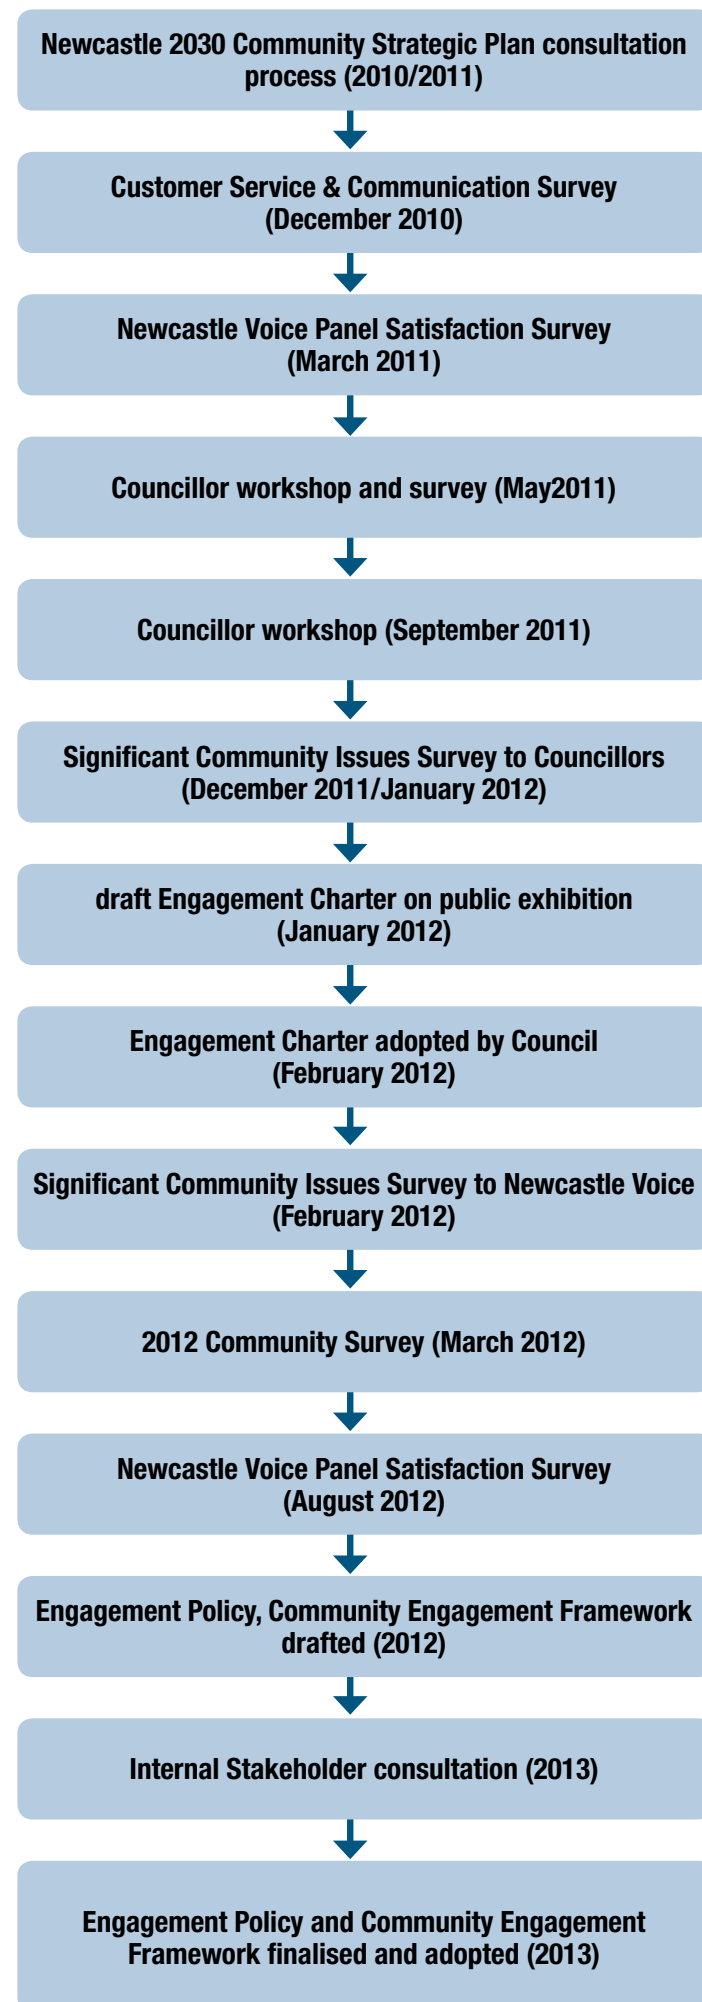 Newcastle 2030 Community Strategic Plan consultation
process (2010/2011)
Customer Service & Communication Survey
(December 2010)
Newcastle Voice Panel Satisfaction Survey
(March 2011)
Councillor workshop and survey (May2011)
Councillor workshop (September 2011)
Significant Community Issues Survey to Councillors
(December 2011/January 2012)
draft Engagement Charter on public exhibition
(January 2012)
Engagement Charter adopted by Council
(February 2012)
Significant Community Issues Survey to Newcastle Voice
(February 2012)
2012 Community Survey (March 2012)
Newcastle Voice Panel Satisfaction Survey
(August 2012)
Engagement Policy, Community Engagement Framework
drafted (2012)
Internal Stakeholder consultation (2013)
Engagement Policy and Community Engagement
Framework finalised and adopted (2013)